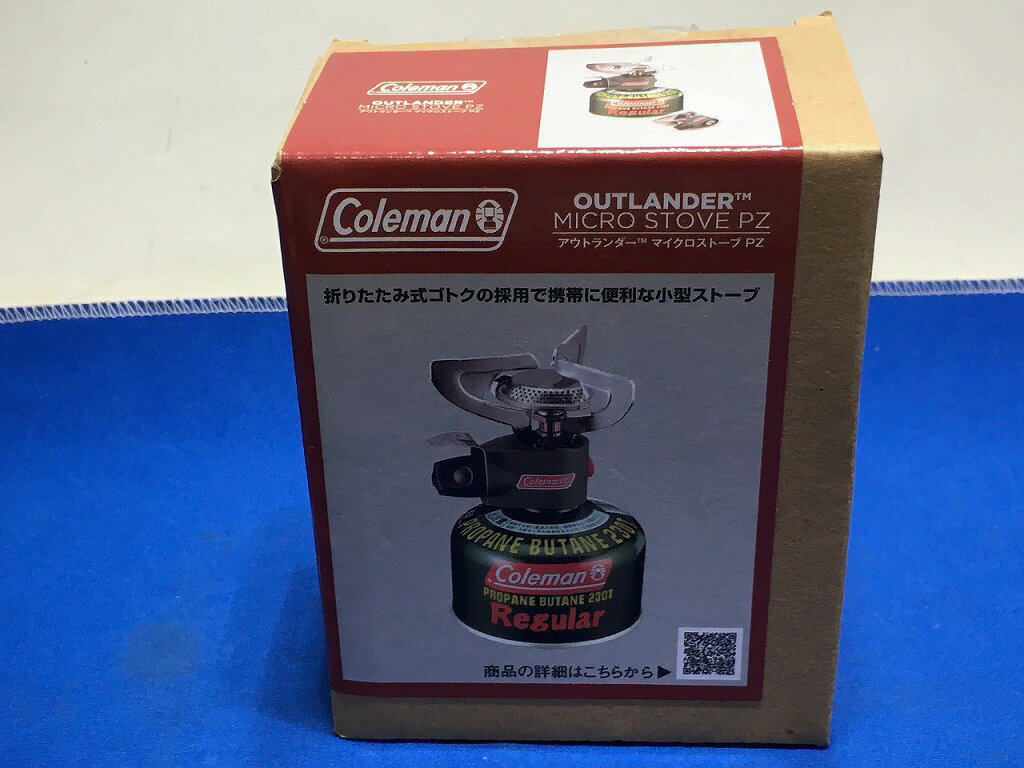 Coleman
OUTLANDER™
MICRO STOVE PZ
アウトランダー™ マイクロストーブ PZ
Coleman
Regular
Coleman
®
OUTLANDER™
MICRO STOVE PZ
アウトランダー™ マイクロストーブ PZ
折りたたみ式ゴトクの採用で携帯に便利な小型ストーブ
Coleman
PROPANE BUTANE 230T
Coleman
PROPANE BUTANE 230T
Regular
商品の詳細はこちらから▶